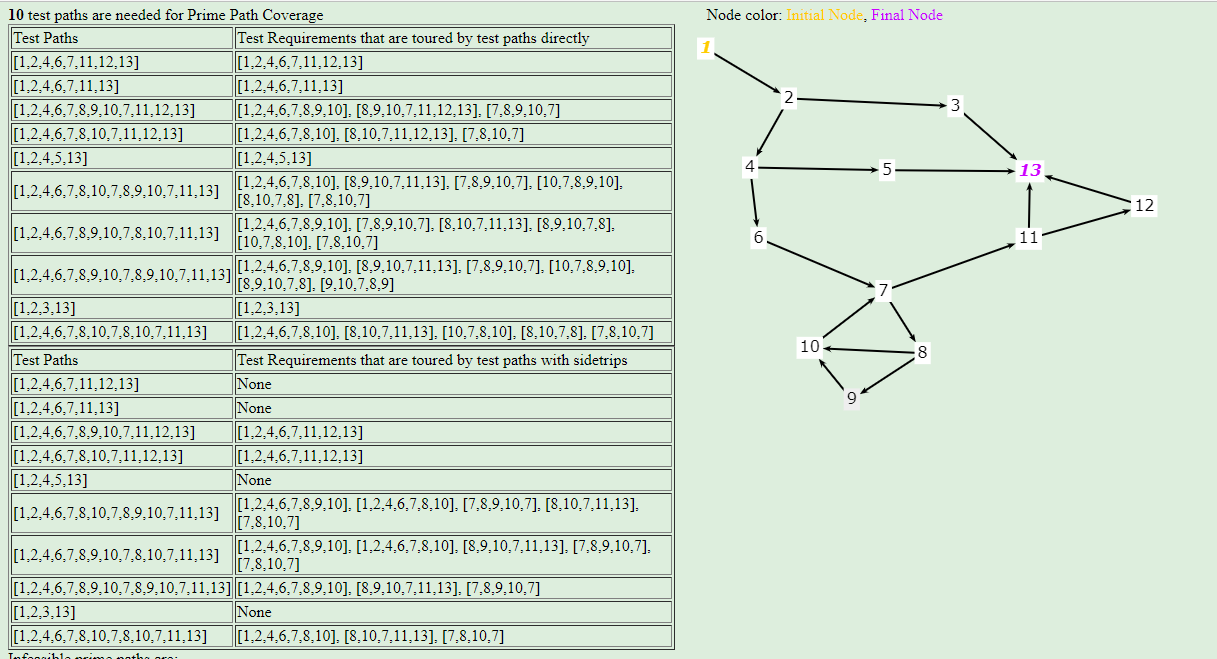 10 test paths are needed for Prime Path Coverage
Test Paths Test Requirements that are toured by test paths directly
[1,2,4,6,7,11,12,13] [1,2,4,6,7,11,12,13]
[1,2,4,6,7,11,13] [1,2,4,6,7,11,13]
[1,2,4,6,7,8,9,10,7,11,12,13] [1,2,4,6,7,8,9,10], [8,9,10,7,11,12,13], [7,8,9,10,7]
[1,2,4,6,7,8,10,7,11,12,13] [1,2,4,6,7,8,10], [8,10,7,11,12,13], [7,8,10,7]
[1,2,4,5,13] [1,2,4,5,13]
[1,2,4,6,7,8,10,7,8,9,10,7,11,13] [1,2,4,6,7,8,10], [8,9,10,7,11,13], [7,8,9,10,7], [10,7,8,9,10],
[8,10,7,8], [7,8,10,7]
[1,2,4,6,7,8,9,10,7,8,10,7,11,13] [1,2,4,6,7,8,9,10], [7,8,9,10,7], [8,10,7,11,13], [8,9,10,7,8],
[10,7,8,10], [7,8,10,7]
[1,2,4,6,7,8,9,10,7,8,9,10,7,11,13] [1,2,4,6,7,8,9,10], [8,9,10,7,11,13], [7,8,9,10,7], [10,7,8,9,10],
[8,9,10,7,8], [9,10,7,8,9]
[1,2,3,13] [1,2,3,13]
[1,2,4,6,7,8,10,7,8,10,7,11,13] [1,2,4,6,7,8,10], [8,10,7,11,13], [10,7,8,10], [8,10,7,8], [7,8,10,7]
Test Paths Test Requirements that are toured by test paths with sidetrips
[1,2,4,6,7,11,12,13] None
[1,2,4,6,7,11,13] None
[1,2,4,6,7,8,9,10,7,11,12,13] [1,2,4,6,7,11,12,13]
[1,2,4,6,7,8,10,7,11,12,13] [1,2,4,6,7,11,12,13]
[1,2,4,5,13] None
[1,2,4,6,7,8,10,7,8,9,10,7,11,13] [1,2,4,6,7,8,9,10], [1,2,4,6,7,8,10], [7,8,9,10,7], [8,10,7,11,13],
[7,8,10,7]
[1,2,4,6,7,8,9,10,7,8,10,7,11,13] [1,2,4,6,7,8,9,10], [1,2,4,6,7,8,10], [8,9,10,7,11,13], [7,8,9,10,7],
[7,8,10,7]
[1,2,4,6,7,8,9,10,7,8,9,10,7,11,13] [1,2,4,6,7,8,9,10], [8,9,10,7,11,13], [7,8,9,10,7]
[1,2,3,13] None
[1,2,4,6,7,8,10,7,8,10,7,11,13] [1,2,4,6,7,8,10], [8,10,7,11,13], [7,8,10,7]
Infeasible prime paths are:
Node color: Initial Node, Final Node
1
2
3
4
5
13
12
6
11
7
10
8
9